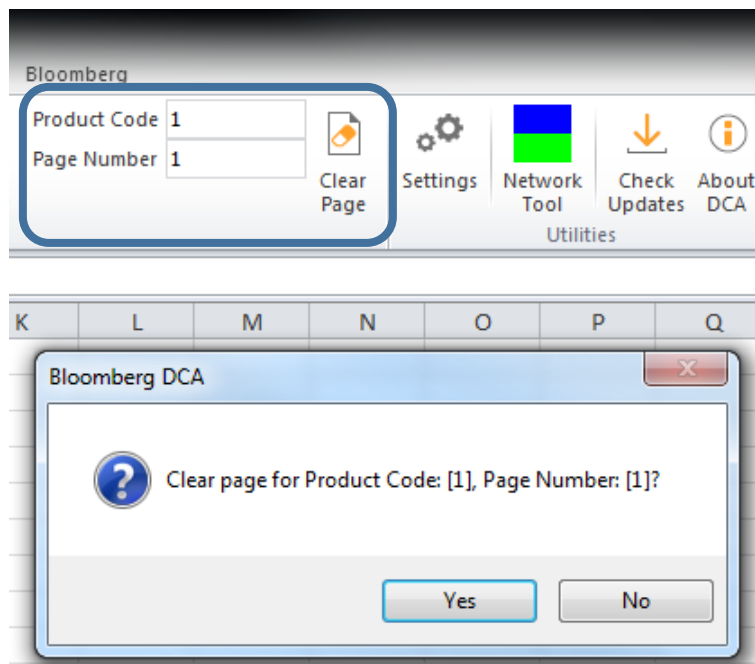 Bloomberg
Product Code 1
Page Number 1
Clear
Page
Settings
Network
Tool
Check
Updates
About
DCA
Utilities
K L M N O P Q
Bloomberg DCA
Clear page for Product Code: [1], Page Number: [1]?
Yes No